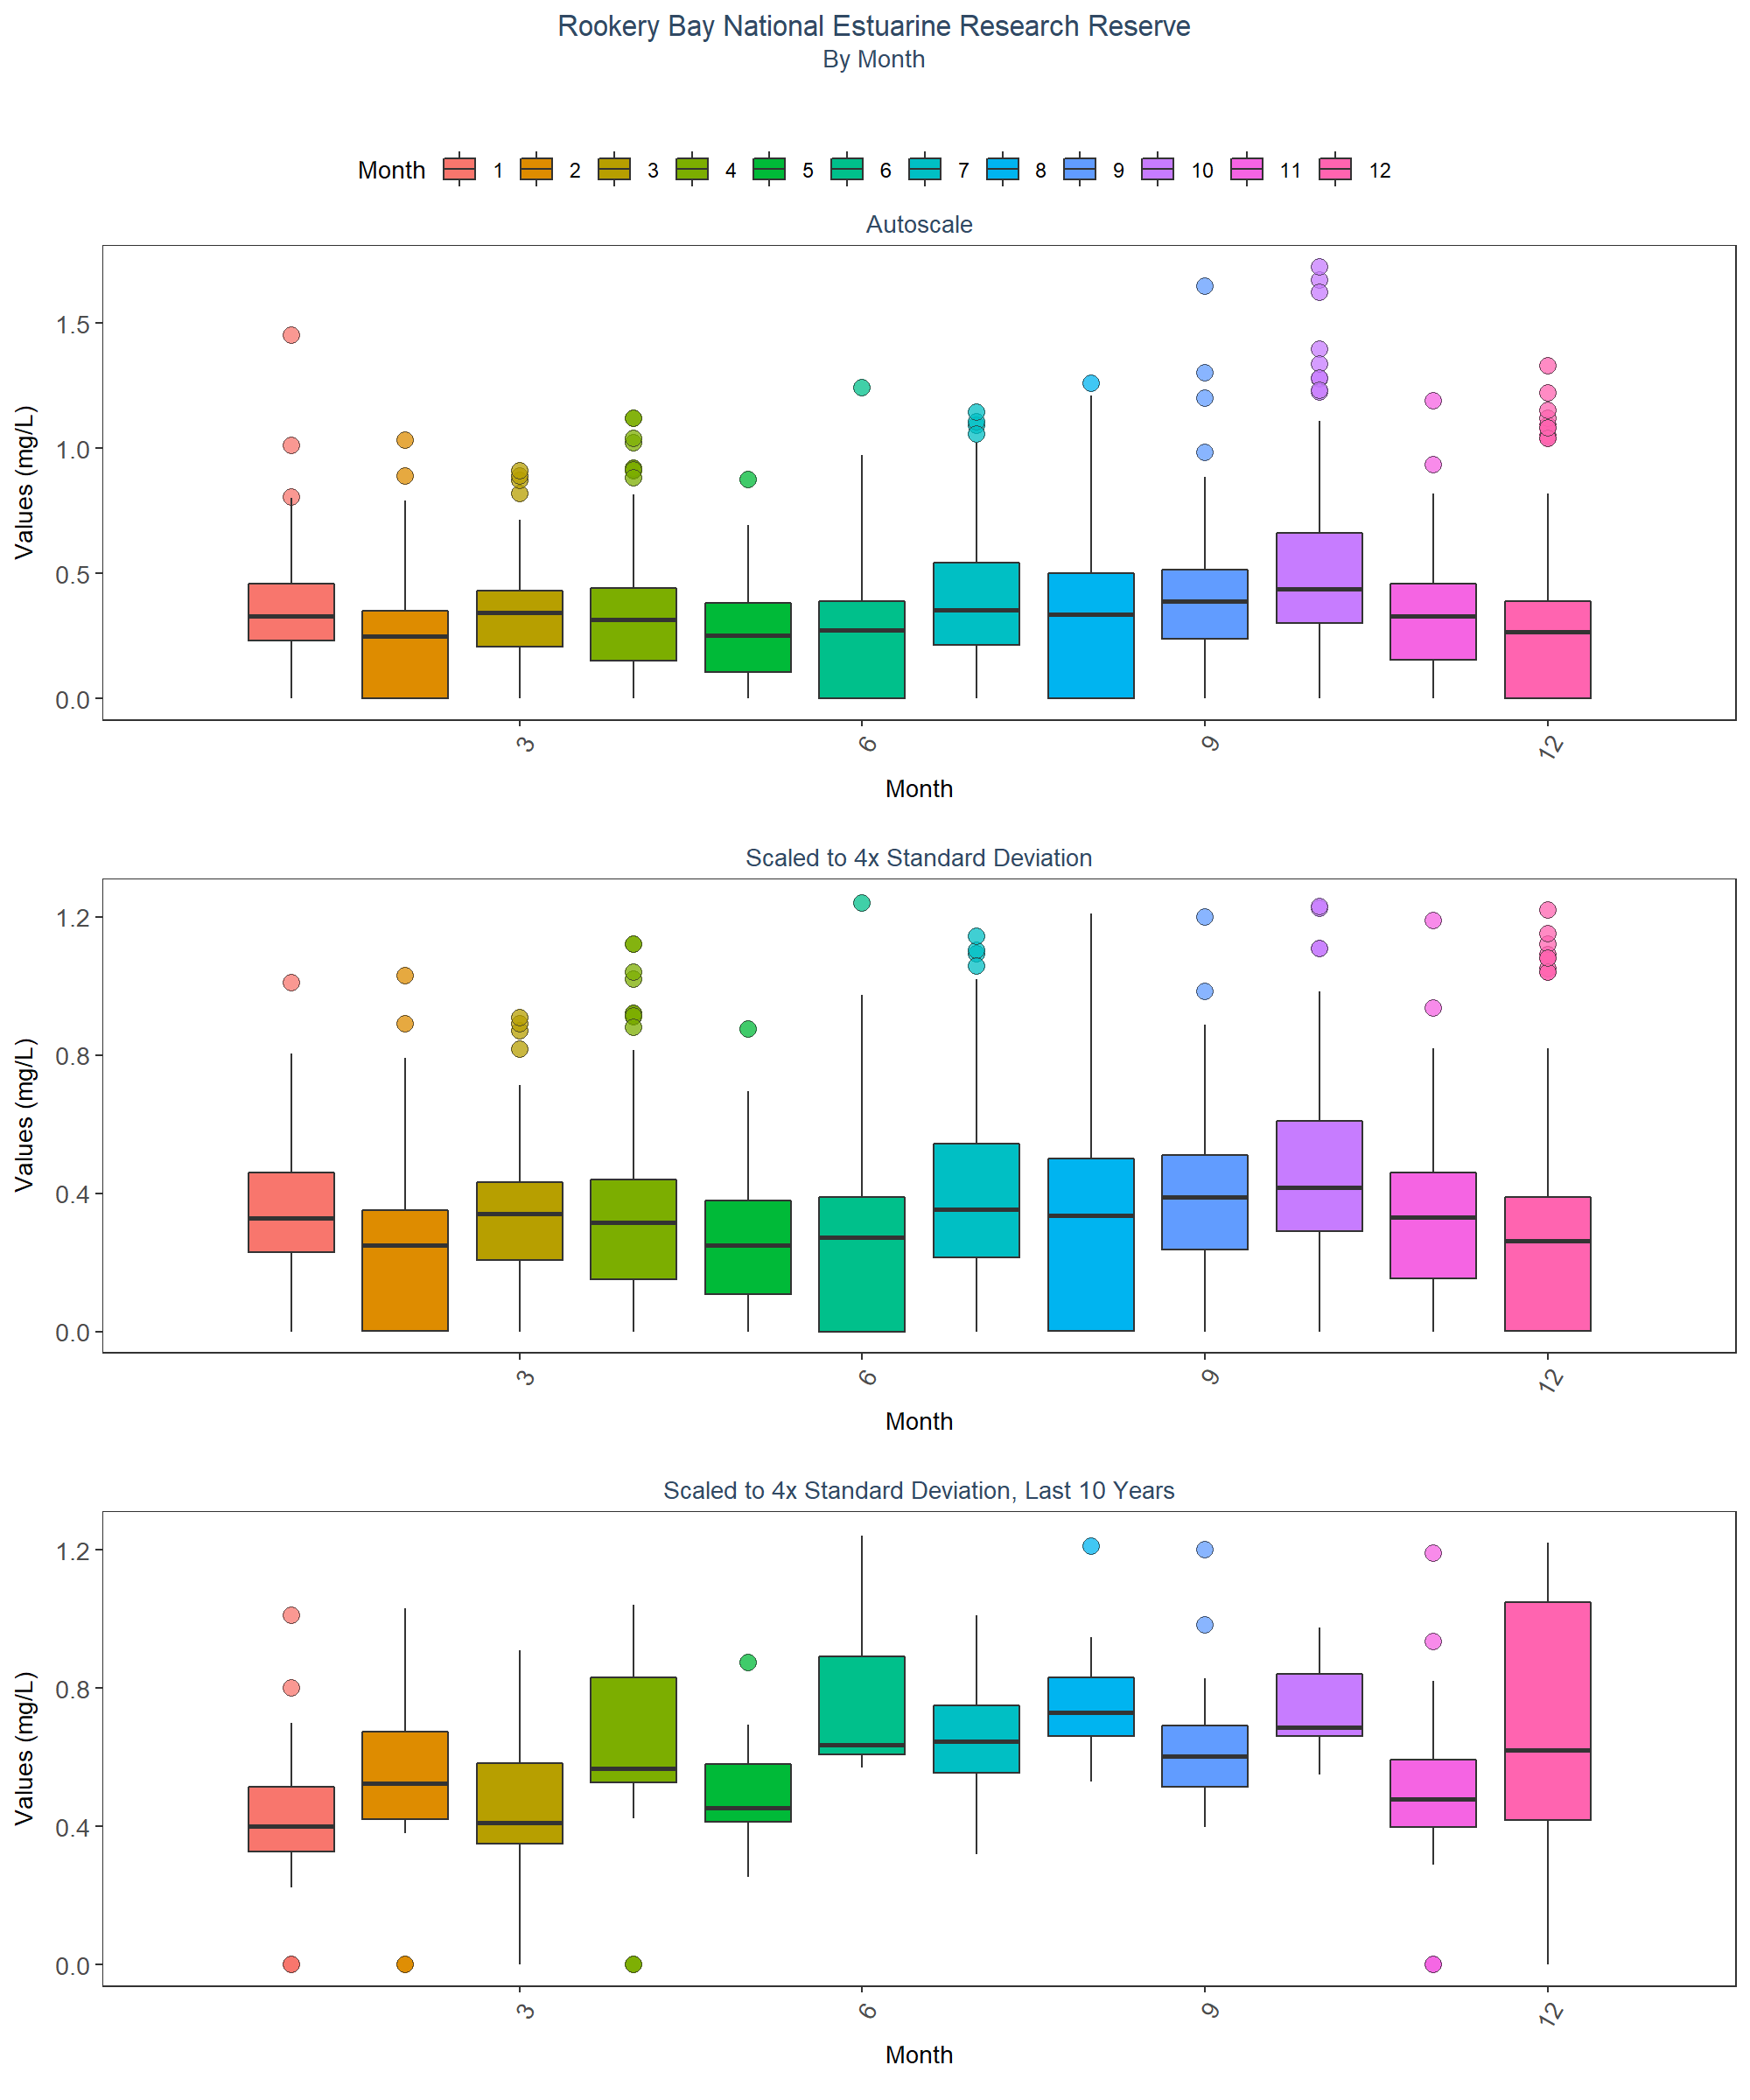 Rookery Bay National Estuarine Research Reserve
By Month
Month 1 2 3 4 5 6 7 8 9 10 11 12
Autoscale
Values (mg/L)
1.5
1.0
0.5
0.0
3 6 9 12
Month
Scaled to 4x Standard Deviation
Values (mg/L)
1.2
0.8
0.4
0.0
3 6 9 12
Month
Scaled to 4x Standard Deviation, Last 10 Years
Values (mg/L)
1.2
0.8
0.4
0.0
3 6 9 12
Month